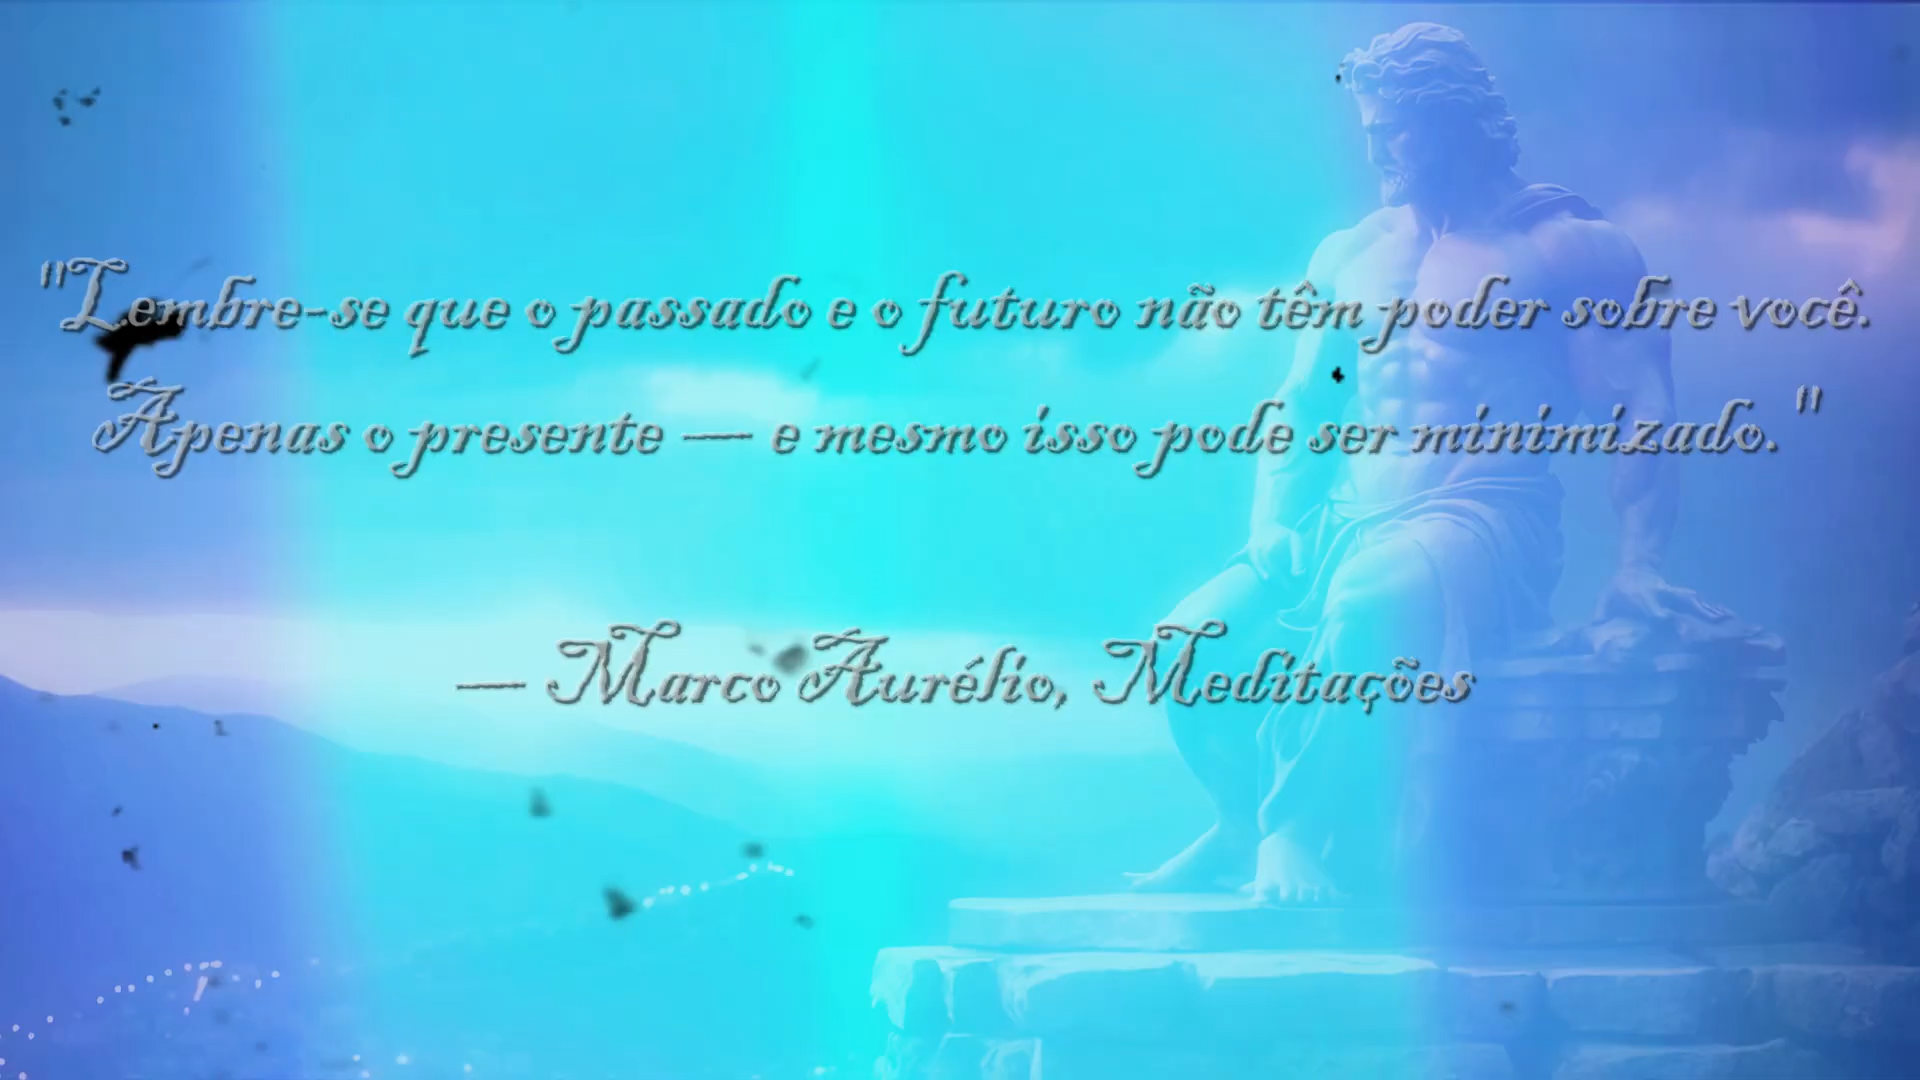 "Lembre-se que o passado e o futuro não têm poder sobre você.
Apenas o presente — e mesmo isso pode ser minimizado."
— Marco Aurélio, Meditações